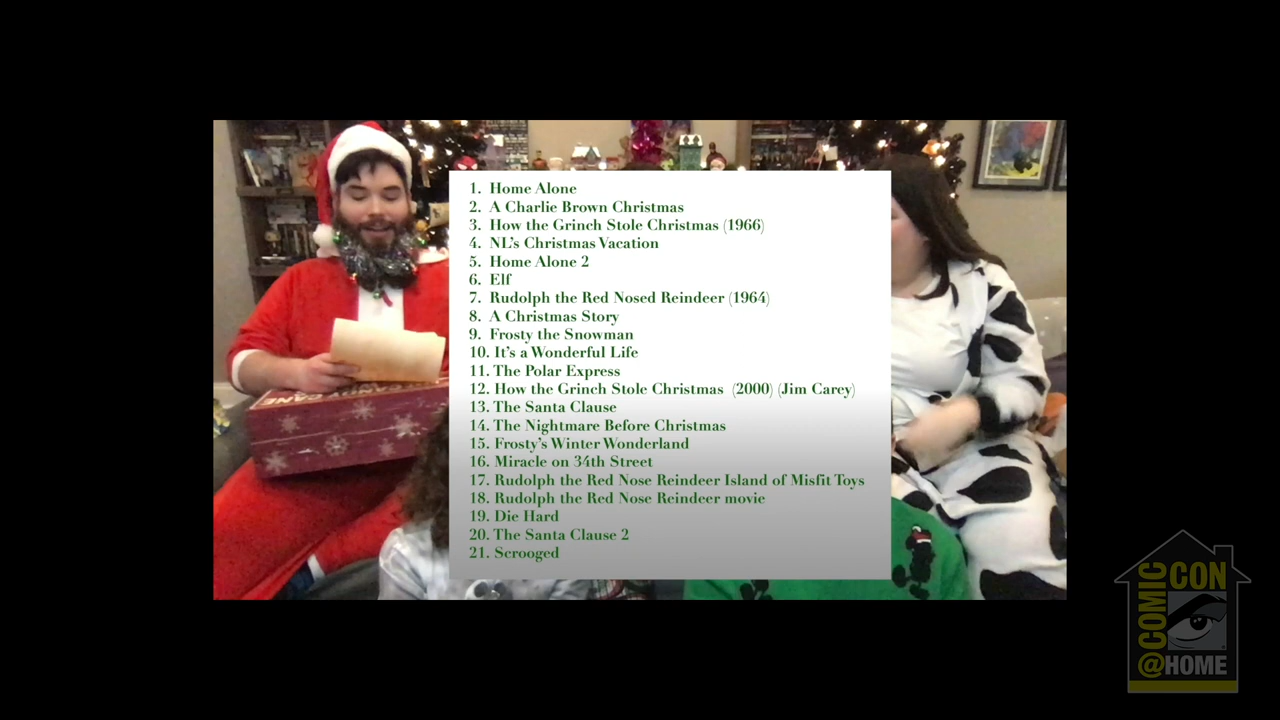 1. Home Alone
2. A Charlie Brown Christmas
3. How the Grinch Stole Christmas (1966)
4. NL's Christmas Vacation
5. Home Alone 2
6. Elf
7. Rudolph the Red Nosed Reindeer (1964)
8. A Christmas Story
9. Frosty the Snowman
10. It's a Wonderful Life
11. The Polar Express
12. How the Grinch Stole Christmas (2000) (Jim Carey)
13. The Santa Clause
14. The Nightmare Before Christmas
15. Frosty's Winter Wonderland
16. Miracle on 34th Street
17. Rudolph the Red Nose Reindeer Island of Misfit Toys
18. Rudolph the Red Nose Reindeer movie
19. Die Hard
20. The Santa Clause 2
21. Scrooged
CANDY CANE
COMIC
CON
@HOME